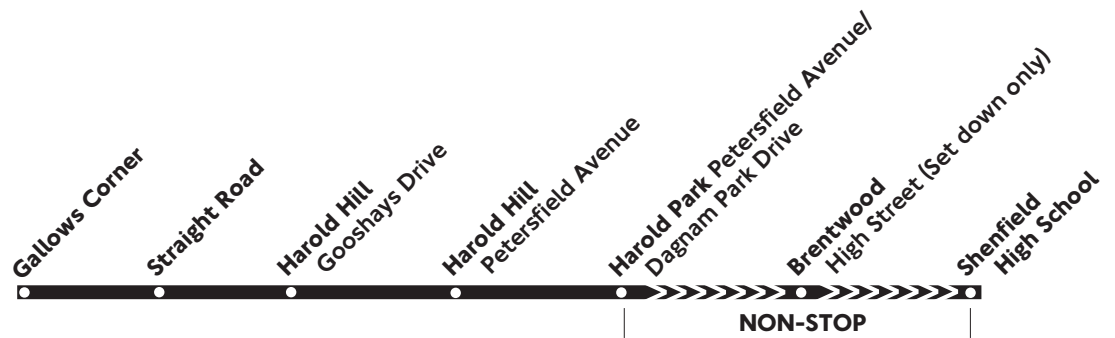 Gallows Corner
Straight Road
Harold Hill
Gooshays Drive
Harold Hill
Petersfield Avenue
Harold Park Petersfield Avenue/
Dagnam Park Drive
Brentwood
High Street (Set down only)
Shenfield
High School
NON-STOP